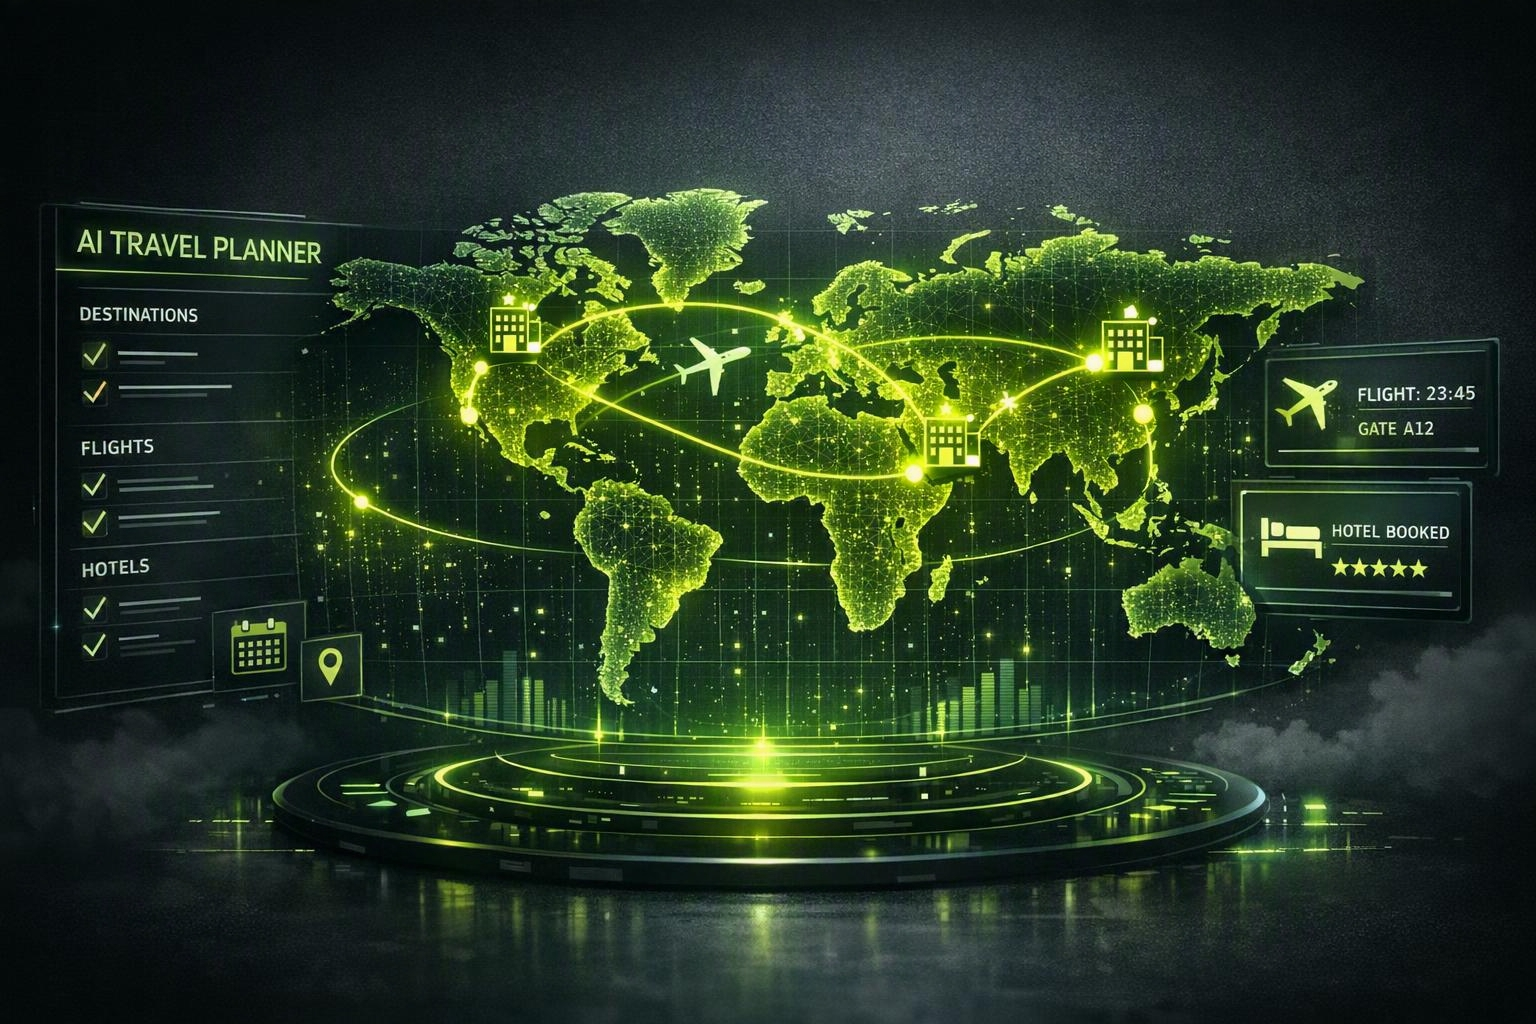 AI TRAVEL PLANNER
DESTINATIONS
FLIGHTS
HOTELS
FLIGHT: 23:45
GATE A12
HOTEL BOOKED